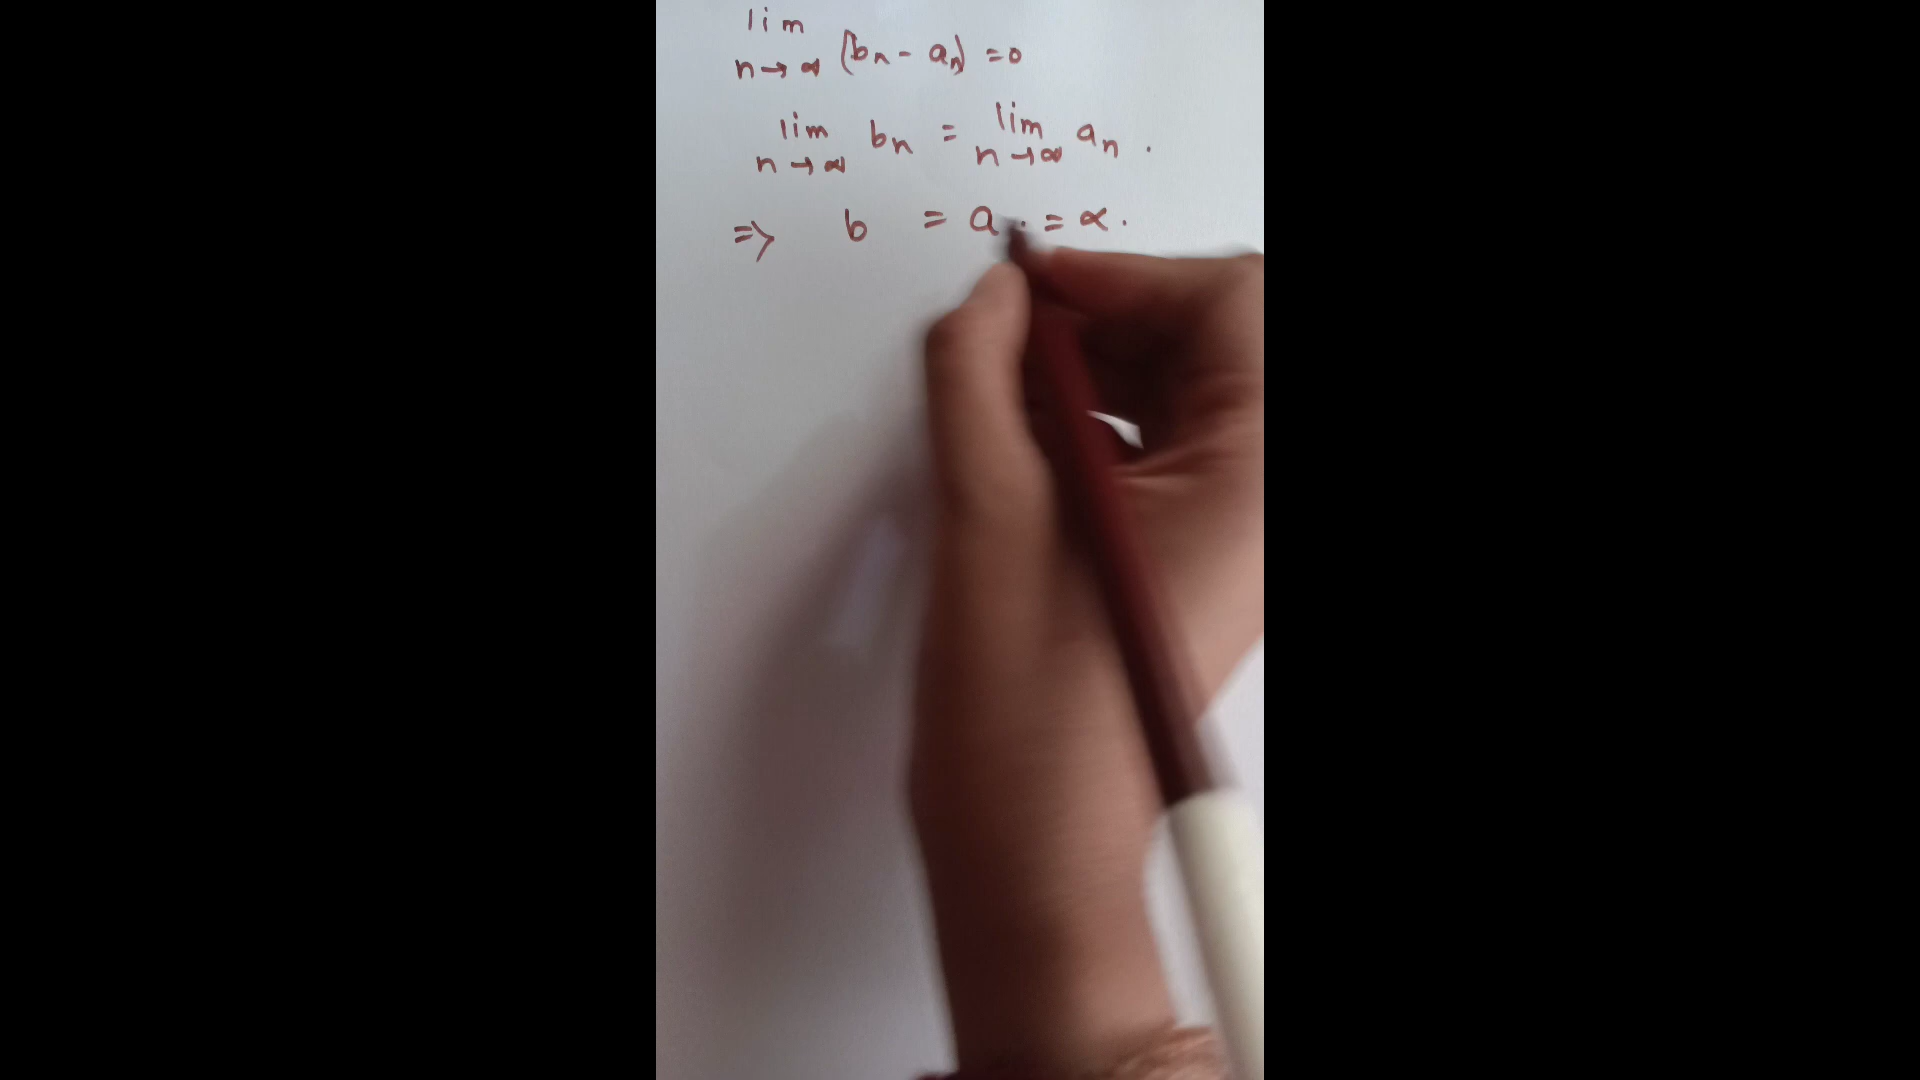 lim
n→∞ (bn - an) = 0
lim n→∞ bn = lim n→∞ an .
⇒ b = a . = α .